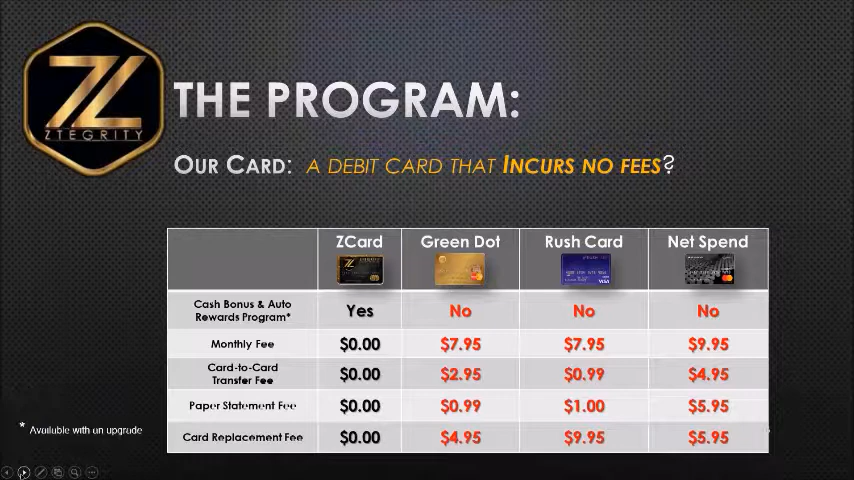 ZTEGRITY
THE PROGRAM:
OUR CARD: A DEBIT CARD THAT INCURS NO FEES?
ZCard Green Dot Rush Card Net Spend
Cash Bonus & Auto
Rewards Program* Yes No No No
Monthly Fee $0.00 $7.95 $7.95 $9.95
Card-to-Card
Transfer Fee $0.00 $2.95 $0.99 $4.95
Paper Statement Fee $0.00 $0.99 $1.00 $5.95
Card Replacement Fee $0.00 $4.95 $9.95 $5.95
* Available with an upgrade